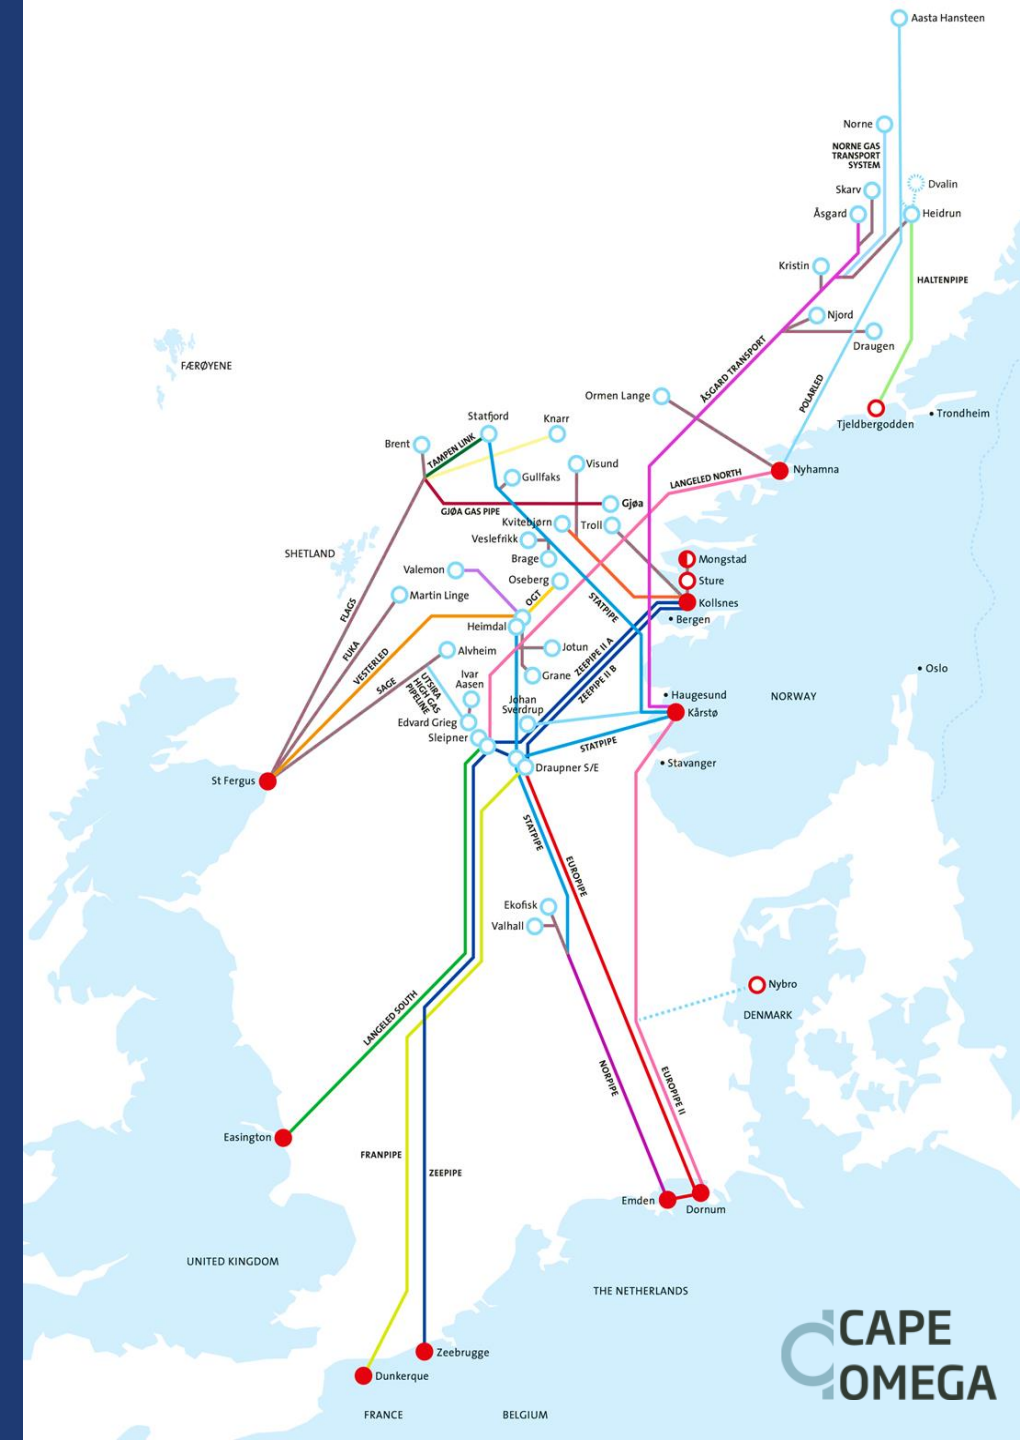 Aasta Hansteen
Norne
NORNE GAS
TRANSPORT
SYSTEM
Skarv
Dvalin
Åsgard
Heidrun
Kristin
HALTENPIPE
Njord
Draugen
FÆRØYENE
ÅSGARD TRANSPORT
POLARLED
Ormen Lange
Tjeldbergodden
Trondheim
Statfjord
Knarr
Brent
TAMPEN LINK
Visund
Nyhamna
LANGELED NORTH
Gullfaks
Gjøa
GJØA GAS PIPE
Kvitebjørn
Troll
Veslefrikk
SHETLAND
Brage
Mongstad
Valemon
Oseberg
Sture
Martin Linge
OGT
STATPIPE
Kollsnes
FLAGS
Heimdal
Bergen
FUKA
Jotun
ZEEPIPE II A
Alvheim
VESTERLED
Grane
ZEEPIPE II B
Oslo
SAGE
UTSIRA
HIGH GAS
PIPELINE
Ivar
Aasen
Johan
Sverdrup
Haugesund
NORWAY
Edvard Grieg
Kårstø
Sleipner
STATPIPE
Draupner S/E
Stavanger
St Fergus
STATPIPE
EUROPIPE
Ekofisk
Valhall
Nybro
LANGELED SOUTH
DENMARK
NORPIPE
EUROPIPE II
Easington
FRANPIPE
ZEEPIPE
Emden
Dornum
UNITED KINGDOM
THE NETHERLANDS
CAPE
OMEGA
Zeebrugge
Dunkerque
FRANCE
BELGIUM